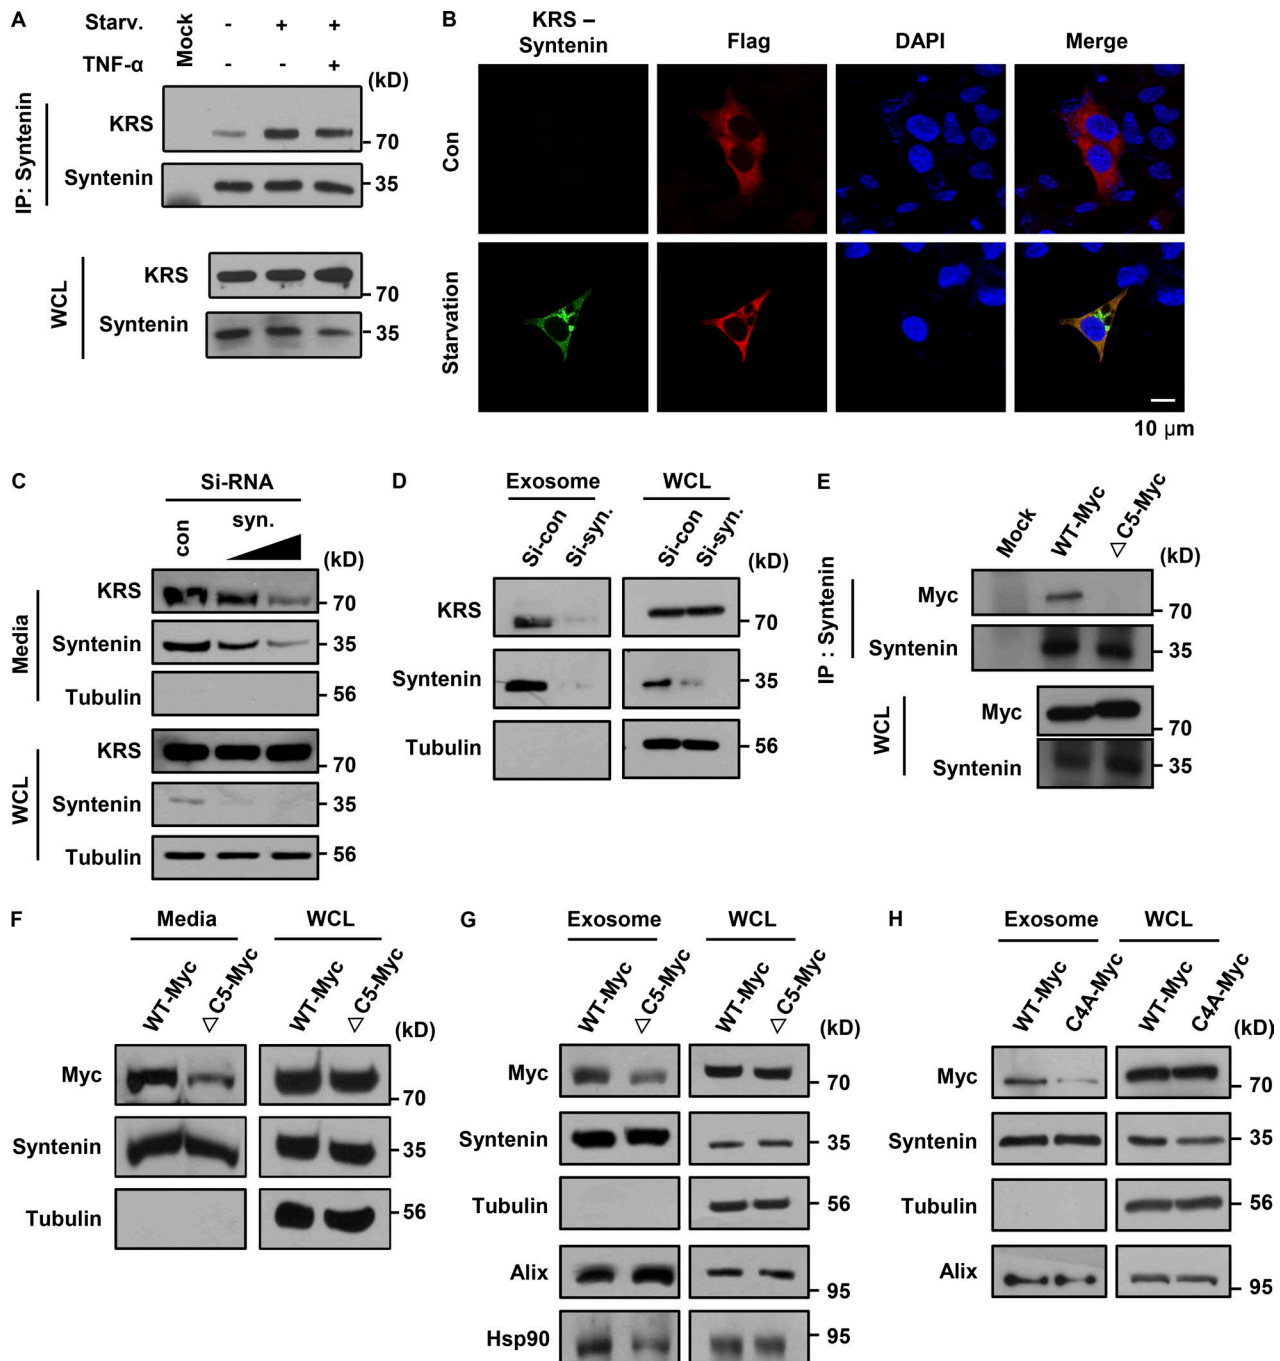 A
Starv. - + +
Mock
TNF-α - - +
(kD)
IP: Syntenin
KRS
70
Syntenin
35
WCL
KRS
70
Syntenin
35
B
KRS –
Syntenin
Flag
DAPI
Merge
Con
Starvation
10 μm
C
Si-RNA
con
syn.
(kD)
Media
KRS
70
Syntenin
35
Tubulin
56
WCL
KRS
70
Syntenin
35
Tubulin
56
D
Exosome WCL
Si-con Si-syn. Si-con Si-syn.
(kD)
KRS
70
Syntenin
35
Tubulin
56
E
Mock WT-Myc △C5-Myc
(kD)
IP : Syntenin
Myc
70
Syntenin
35
WCL
Myc
70
Syntenin
35
F
Media WCL
WT-Myc △C5-Myc WT-Myc △C5-Myc
(kD)
Myc
70
Syntenin
35
Tubulin
56
G
Exosome WCL
WT-Myc △C5-Myc WT-Myc △C5-Myc
(kD)
Myc
70
Syntenin
35
Tubulin
56
Alix
95
Hsp90
95
H
Exosome WCL
WT-Myc C4A-Myc WT-Myc C4A-Myc
(kD)
Myc
70
Syntenin
35
Tubulin
56
Alix
95